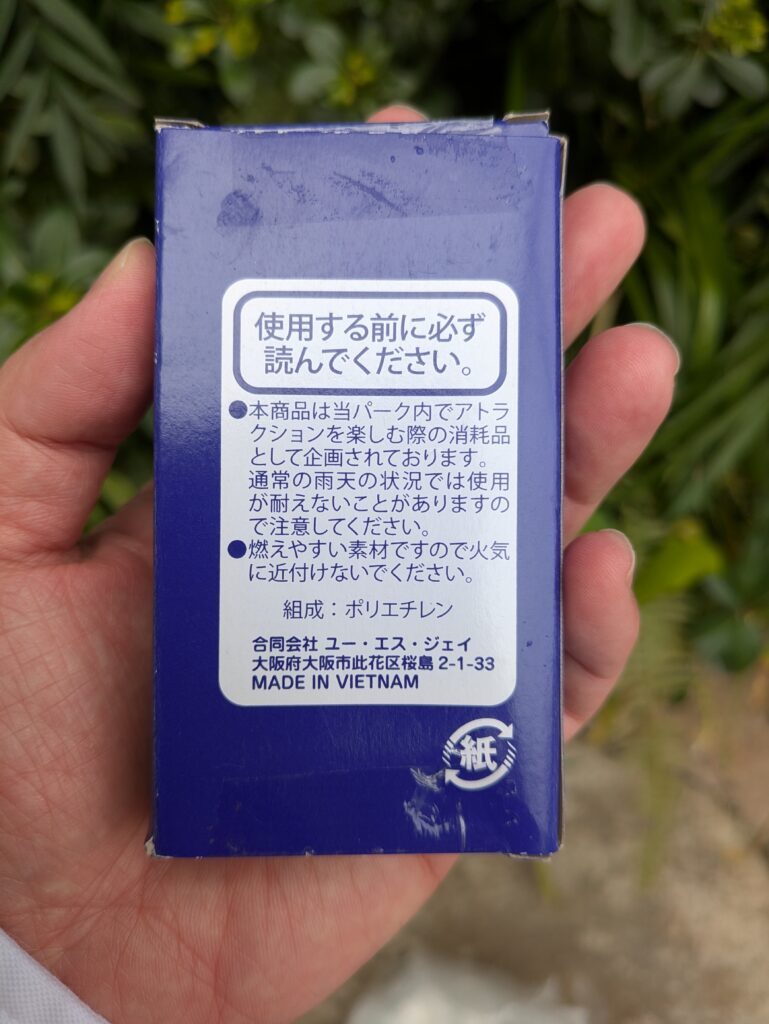 使用する前に必ず
読んでください。
●本商品は当パーク内でアトラ
クションを楽しむ際の消耗品
として企画されております。
通常の雨天の状況では使用
が耐えないことがありますの
で注意してください。
●燃えやすい素材ですので火気
に近付けないでください。
組成：ポリエチレン
合同会社 ユー・エス・ジェイ
大阪府大阪市此花区桜島 2-1-33
MADE IN VIETNAM
紙